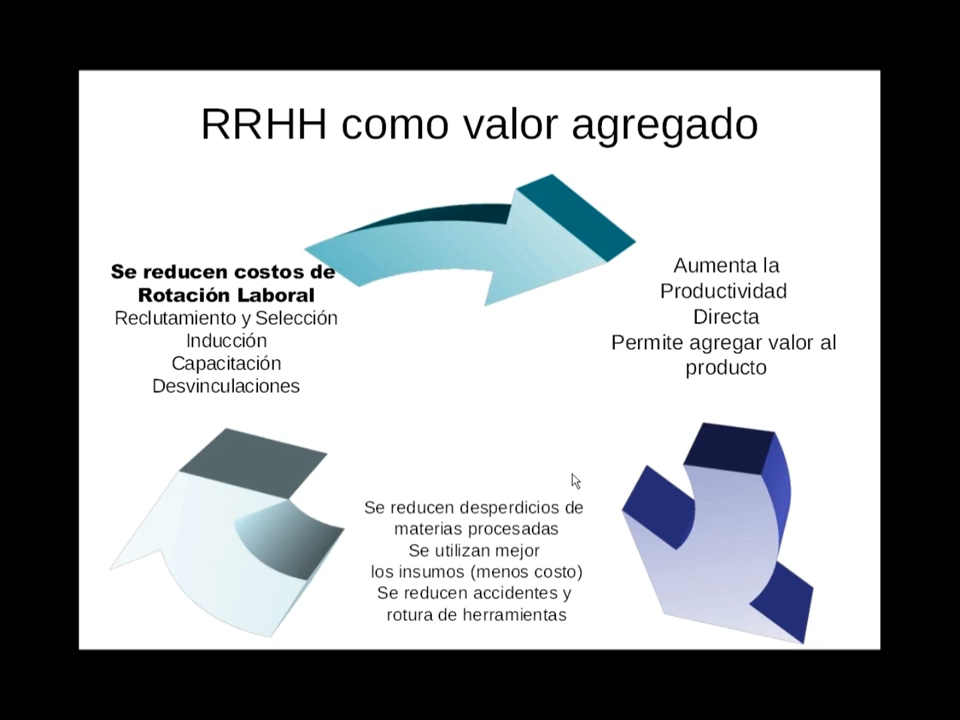 RRHH como valor agregado
Se reducen costos de
Rotación Laboral
Reclutamiento y Selección
Inducción
Capacitación
Desvinculaciones
Aumenta la
Productividad
Directa
Permite agregar valor al
producto
Se reducen desperdicios de
materias procesadas
Se utilizan mejor
los insumos (menos costo)
Se reducen accidentes y
rotura de herramientas